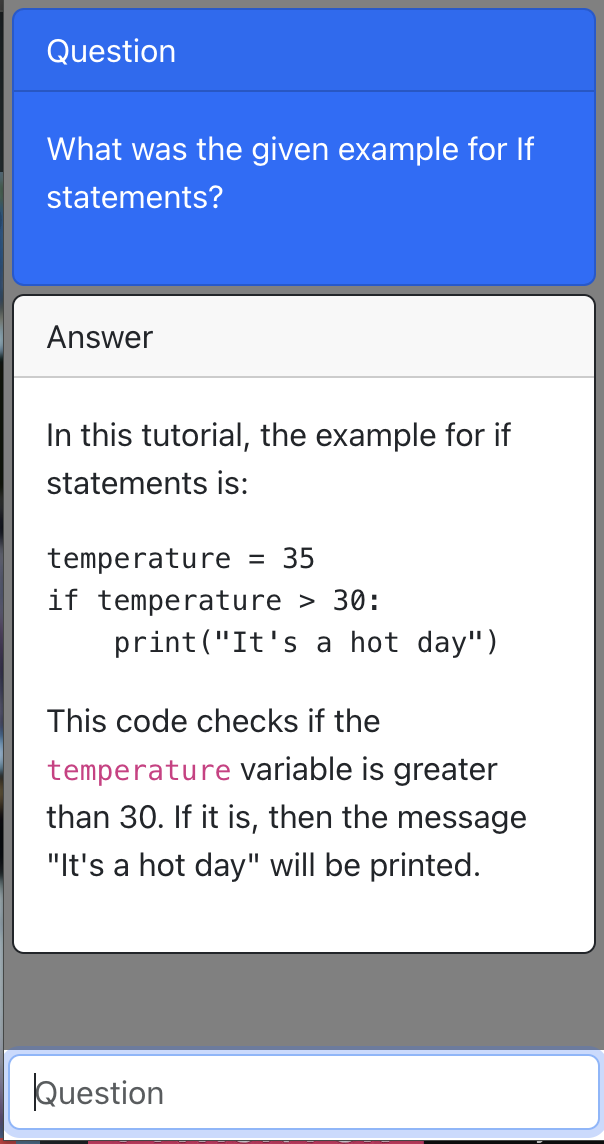 Question
What was the given example for If
statements?
Answer
In this tutorial, the example for if
statements is:
temperature = 35
if temperature > 30:
    print("It's a hot day")
This code checks if the
temperature variable is greater
than 30. If it is, then the message
"It's a hot day" will be printed.
Question